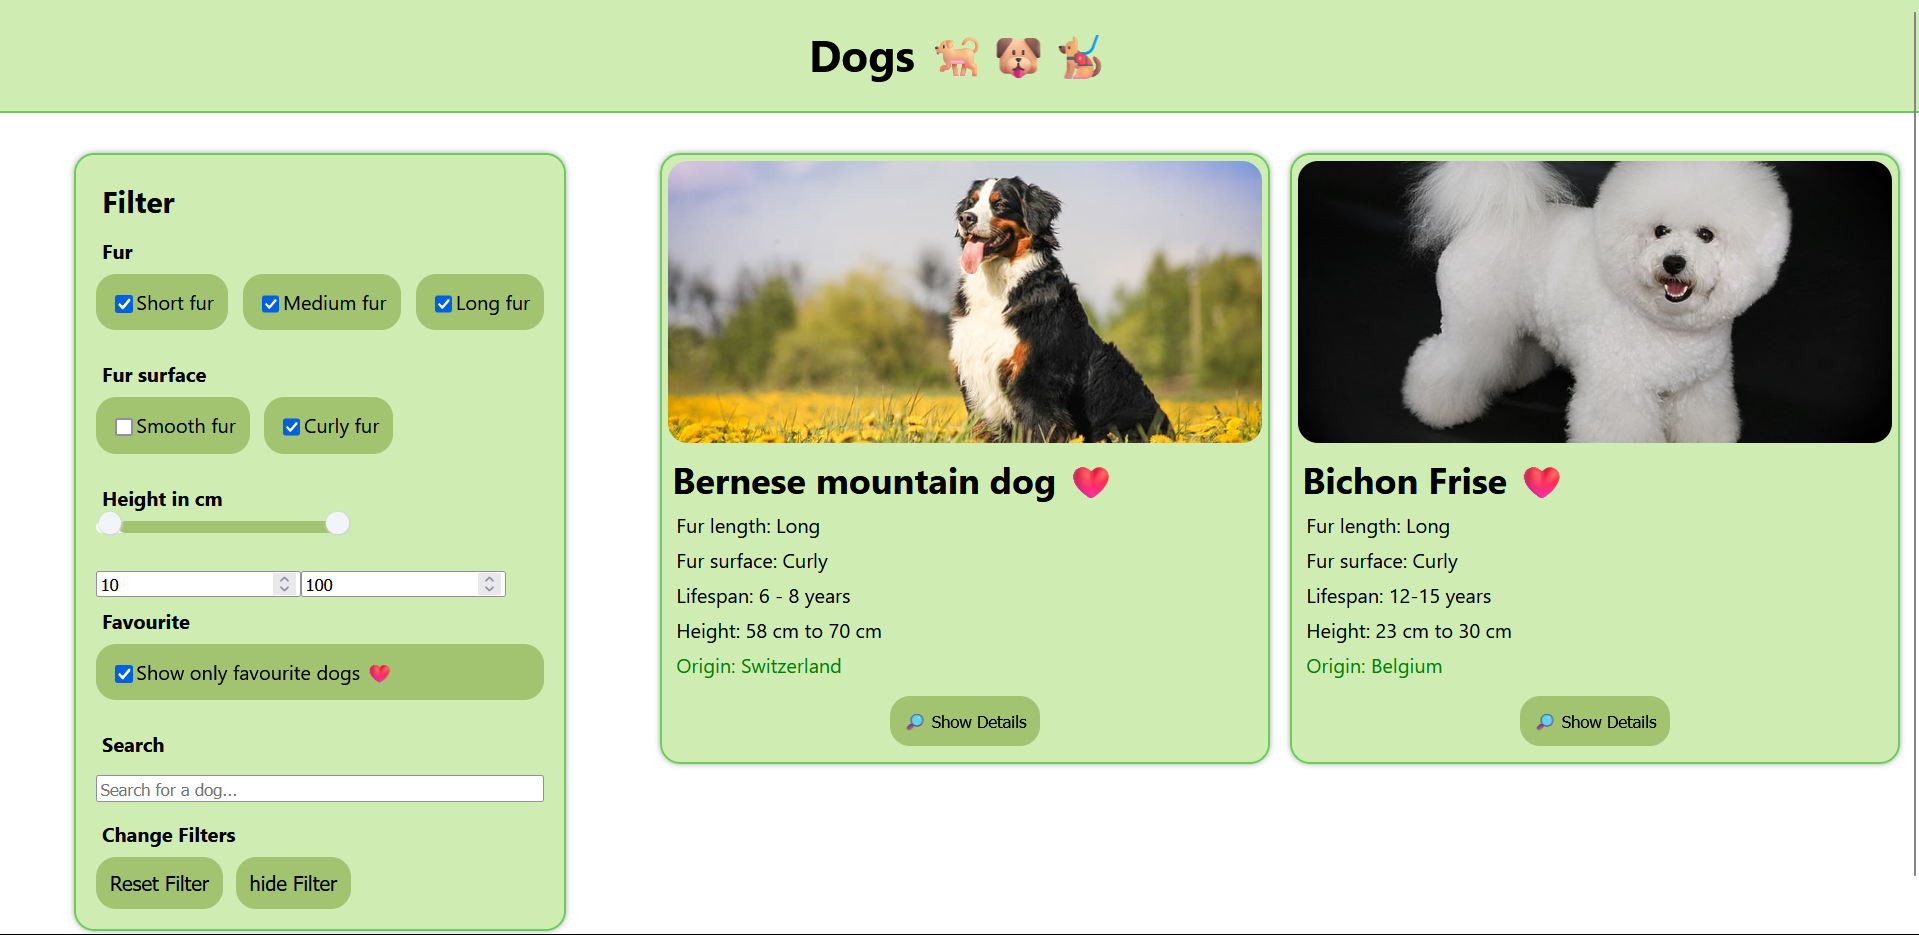 Dogs 🐕 🐶 🐕‍🦺
Filter
Fur
Short fur Medium fur Long fur
Fur surface
Smooth fur Curly fur
Height in cm
10 100
Favourite
Show only favourite dogs ❤️
Search
Search for a dog...
Change Filters
Reset Filter hide Filter
Bernese mountain dog ❤️
Fur length: Long
Fur surface: Curly
Lifespan: 6 - 8 years
Height: 58 cm to 70 cm
Origin: Switzerland
🔎 Show Details
Bichon Frise ❤️
Fur length: Long
Fur surface: Curly
Lifespan: 12-15 years
Height: 23 cm to 30 cm
Origin: Belgium
🔎 Show Details